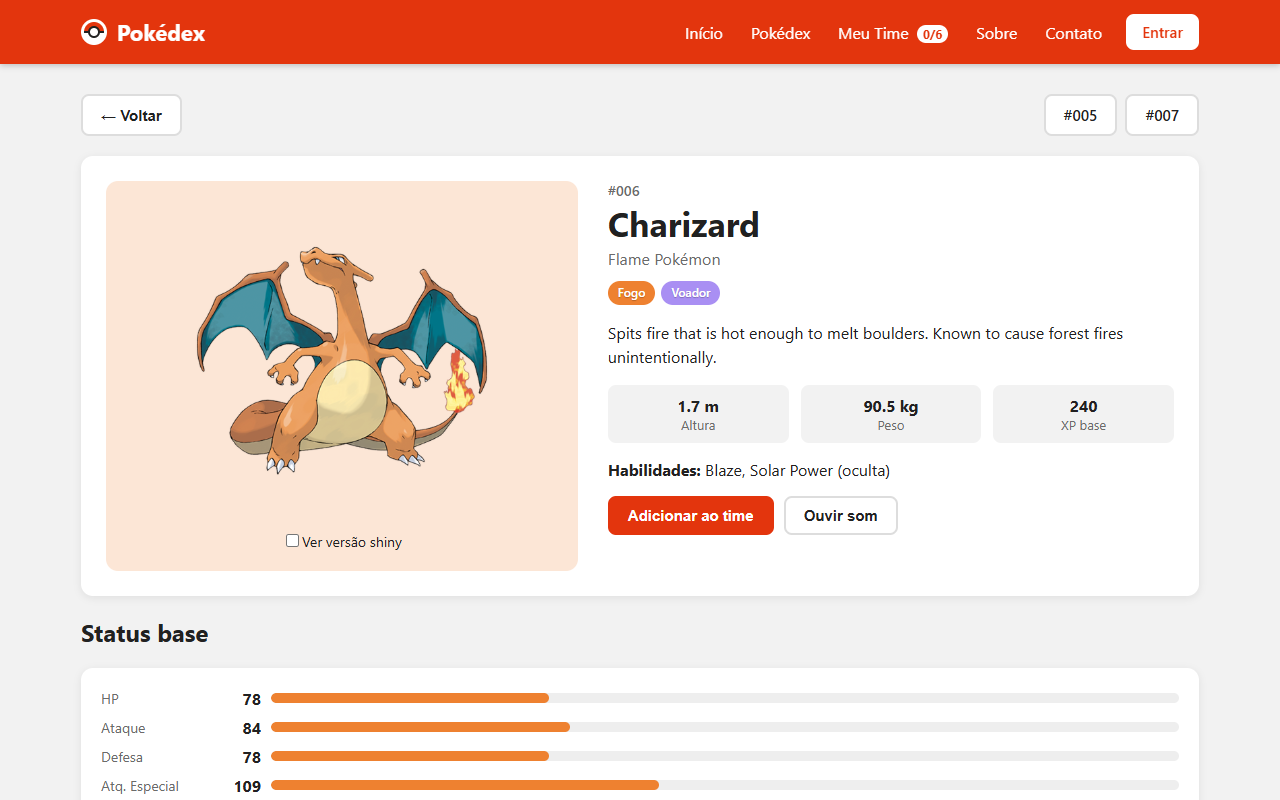 Pokédex
Início Pokédex Meu Time 0/6 Sobre Contato Entrar
← Voltar
#005 #007
#006
Charizard
Flame Pokémon
Fogo Voador
Spits fire that is hot enough to melt boulders. Known to cause forest fires
unintentionally.
1.7 m
Altura
90.5 kg
Peso
240
XP base
Habilidades: Blaze, Solar Power (oculta)
Adicionar ao time Ouvir som
Ver versão shiny
Status base
HP 78
Ataque 84
Defesa 78
Atq. Especial 109